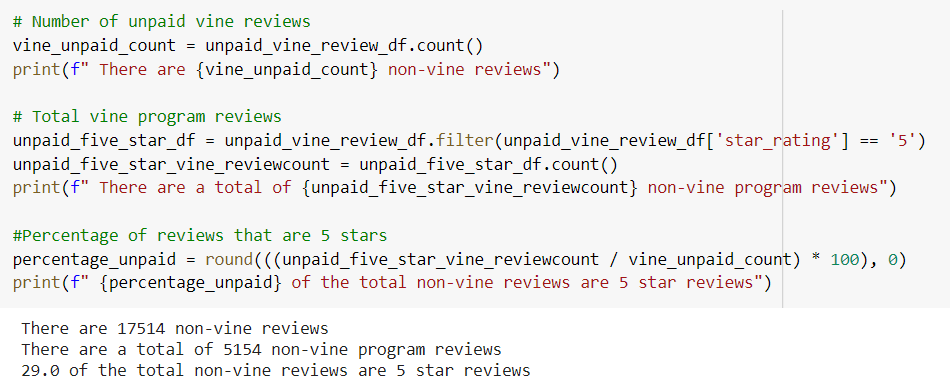 # Number of unpaid vine reviews
vine_unpaid_count = unpaid_vine_review_df.count()
print(f" There are {vine_unpaid_count} non-vine reviews")
# Total vine program reviews
unpaid_five_star_df = unpaid_vine_review_df.filter(unpaid_vine_review_df['star_rating'] == '5')
unpaid_five_star_vine_reviewcount = unpaid_five_star_df.count()
print(f" There are a total of {unpaid_five_star_vine_reviewcount} non-vine program reviews")
#Percentage of reviews that are 5 stars
percentage_unpaid = round(((unpaid_five_star_vine_reviewcount / vine_unpaid_count) * 100), 0)
print(f" {percentage_unpaid} of the total non-vine reviews are 5 star reviews")
There are 17514 non-vine reviews
There are a total of 5154 non-vine program reviews
29.0 of the total non-vine reviews are 5 star reviews